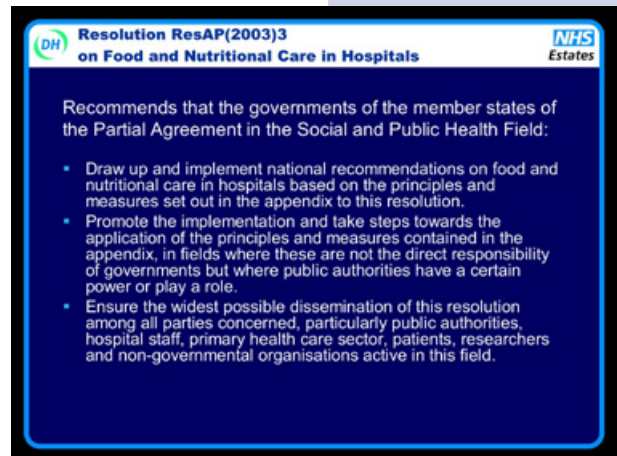 DH
Resolution ResAP(2003)3
on Food and Nutritional Care in Hospitals
NHS
Estates
Recommends that the governments of the member states of
the Partial Agreement in the Social and Public Health Field:
▪ Draw up and implement national recommendations on food and
nutritional care in hospitals based on the principles and
measures set out in the appendix to this resolution.
▪ Promote the implementation and take steps towards the
application of the principles and measures contained in the
appendix, in fields where these are not the direct responsibility
of governments but where public authorities have a certain
power or play a role.
▪ Ensure the widest possible dissemination of this resolution
among all parties concerned, particularly public authorities,
hospital staff, primary health care sector, patients, researchers
and non-governmental organisations active in this field.